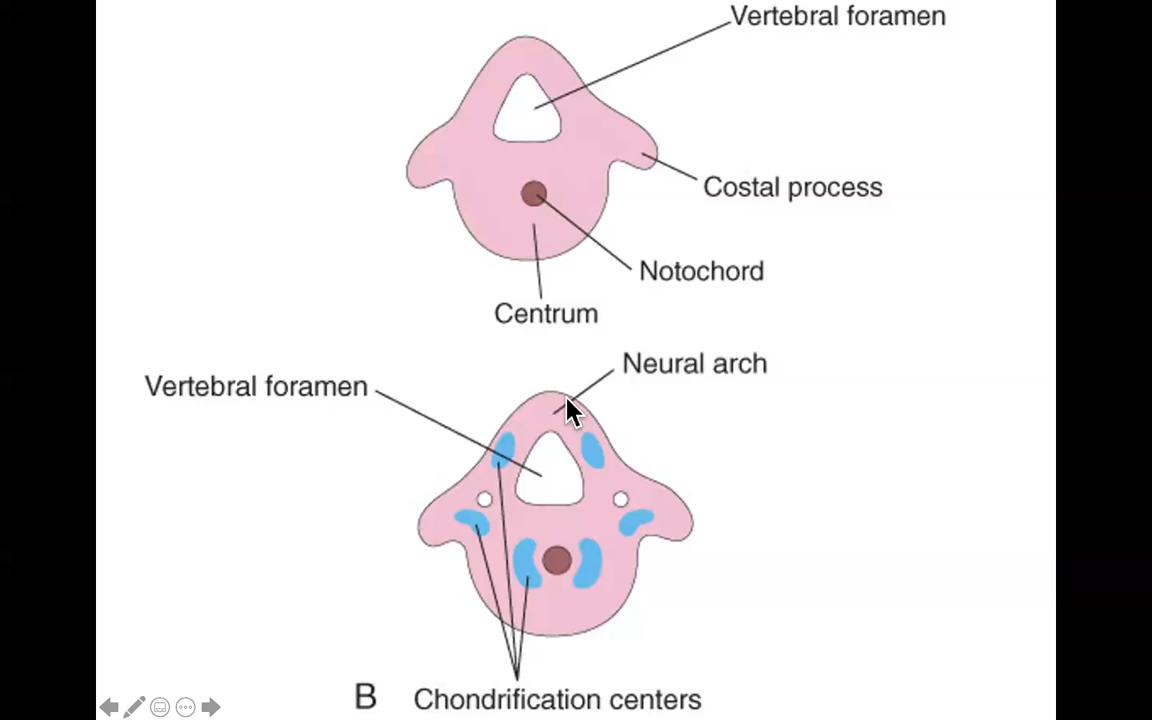 Vertebral foramen
Costal process
Notochord
Centrum
Neural arch
Vertebral foramen
B
Chondrification centers